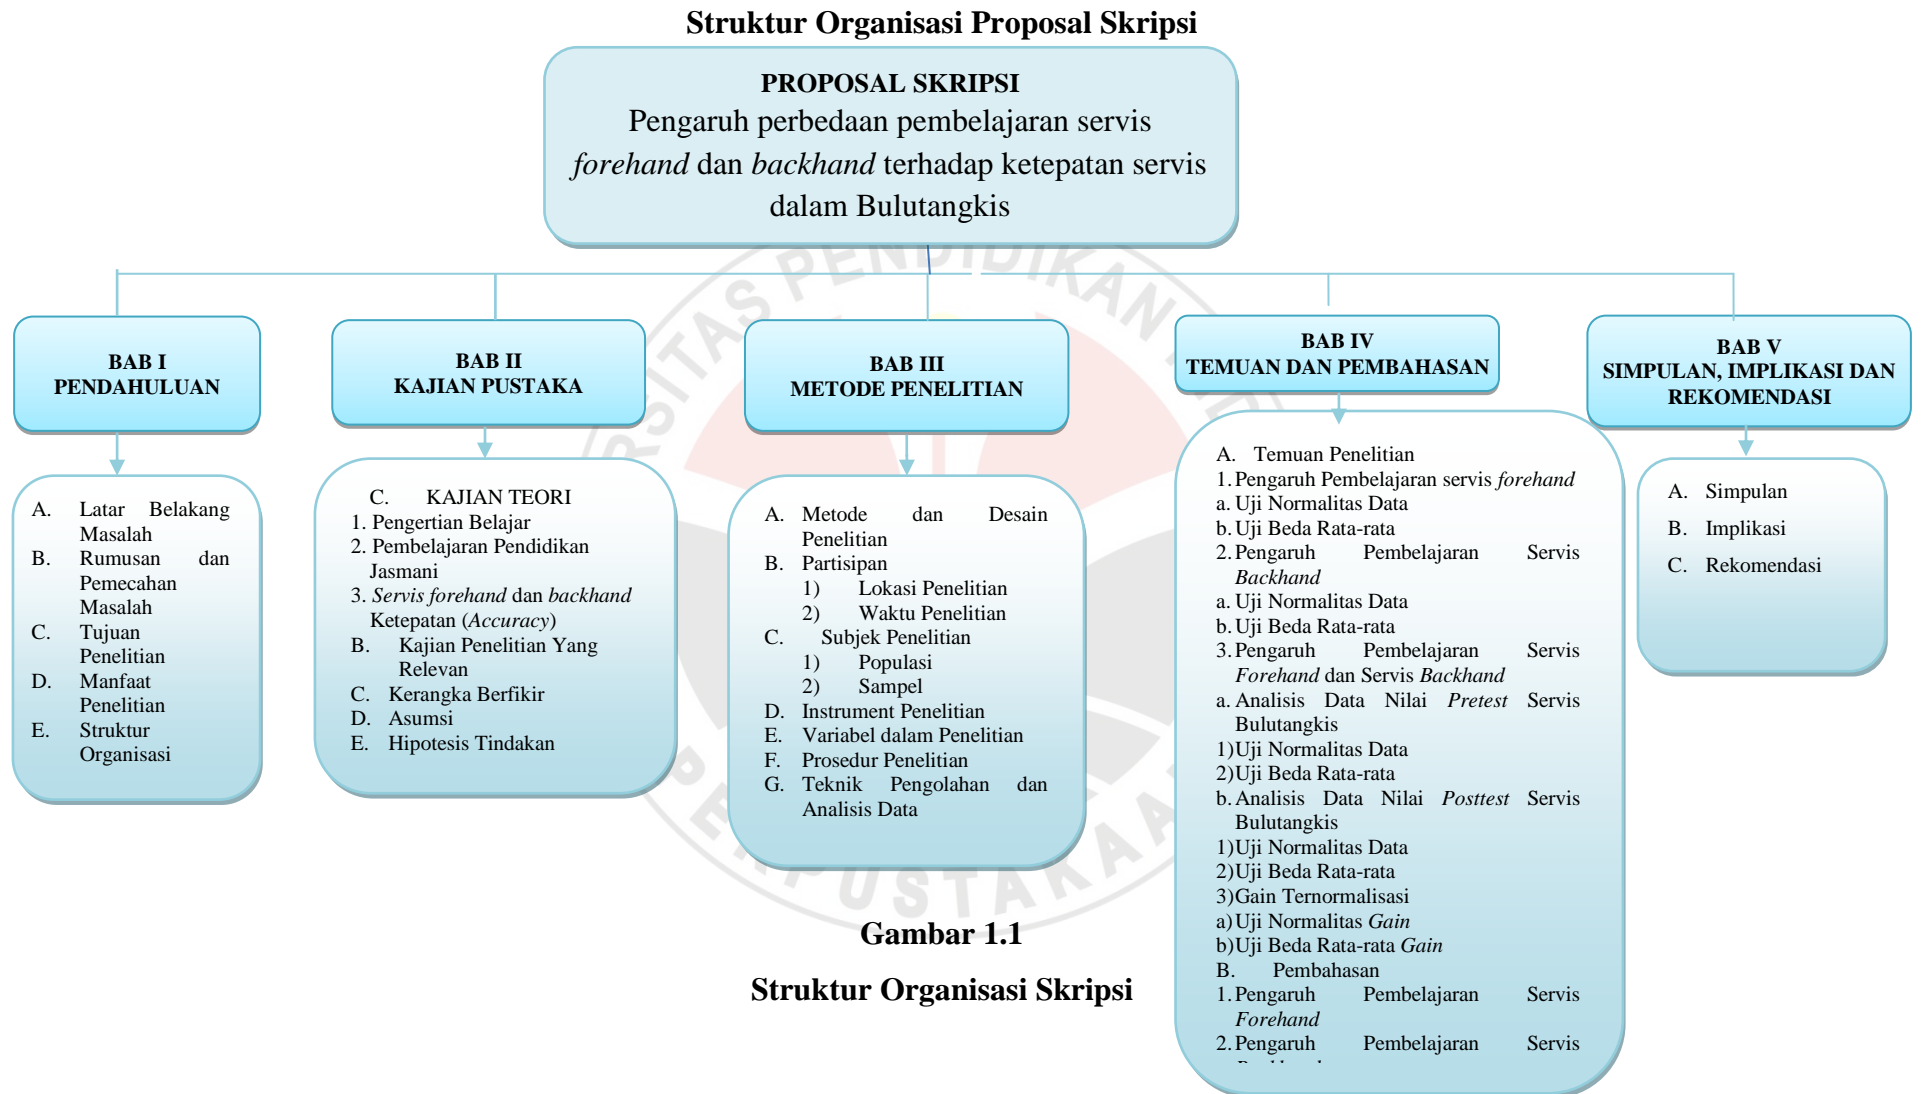 Struktur Organisasi Proposal Skripsi
PROPOSAL SKRIPSI
Pengaruh perbedaan pembelajaran servis
forehand dan backhand terhadap ketepatan servis
dalam Bulutangkis
BAB I
PENDAHULUAN
A. Latar Belakang
Masalah
B. Rumusan dan
Pemecahan
Masalah
C. Tujuan
Penelitian
D. Manfaat
Penelitian
E. Struktur
Organisasi
BAB II
KAJIAN PUSTAKA
C. KAJIAN TEORI
1. Pengertian Belajar
2. Pembelajaran Pendidikan
Jasmani
3. Servis forehand dan backhand
Ketepatan (Accuracy)
B. Kajian Penelitian Yang
Relevan
C. Kerangka Berfikir
D. Asumsi
E. Hipotesis Tindakan
BAB III
METODE PENELITIAN
A. Metode dan Desain
Penelitian
B. Partisipan
1) Lokasi Penelitian
2) Waktu Penelitian
C. Subjek Penelitian
1) Populasi
2) Sampel
D. Instrument Penelitian
E. Variabel dalam Penelitian
F. Prosedur Penelitian
G. Teknik Pengolahan dan
Analisis Data
BAB IV
TEMUAN DAN PEMBAHASAN
A. Temuan Penelitian
1. Pengaruh Pembelajaran servis forehand
a. Uji Normalitas Data
b. Uji Beda Rata-rata
2. Pengaruh Pembelajaran Servis
Backhand
a. Uji Normalitas Data
b. Uji Beda Rata-rata
3. Pengaruh Pembelajaran Servis
Forehand dan Servis Backhand
a. Analisis Data Nilai Pretest Servis
Bulutangkis
1) Uji Normalitas Data
2) Uji Beda Rata-rata
b. Analisis Data Nilai Posttest Servis
Bulutangkis
1) Uji Normalitas Data
2) Uji Beda Rata-rata
3) Gain Ternormalisasi
a) Uji Normalitas Gain
b) Uji Beda Rata-rata Gain
B. Pembahasan
1. Pengaruh Pembelajaran Servis
Forehand
2. Pengaruh Pembelajaran Servis
BAB V
SIMPULAN, IMPLIKASI DAN
REKOMENDASI
A. Simpulan
B. Implikasi
C. Rekomendasi
Gambar 1.1
Struktur Organisasi Skripsi